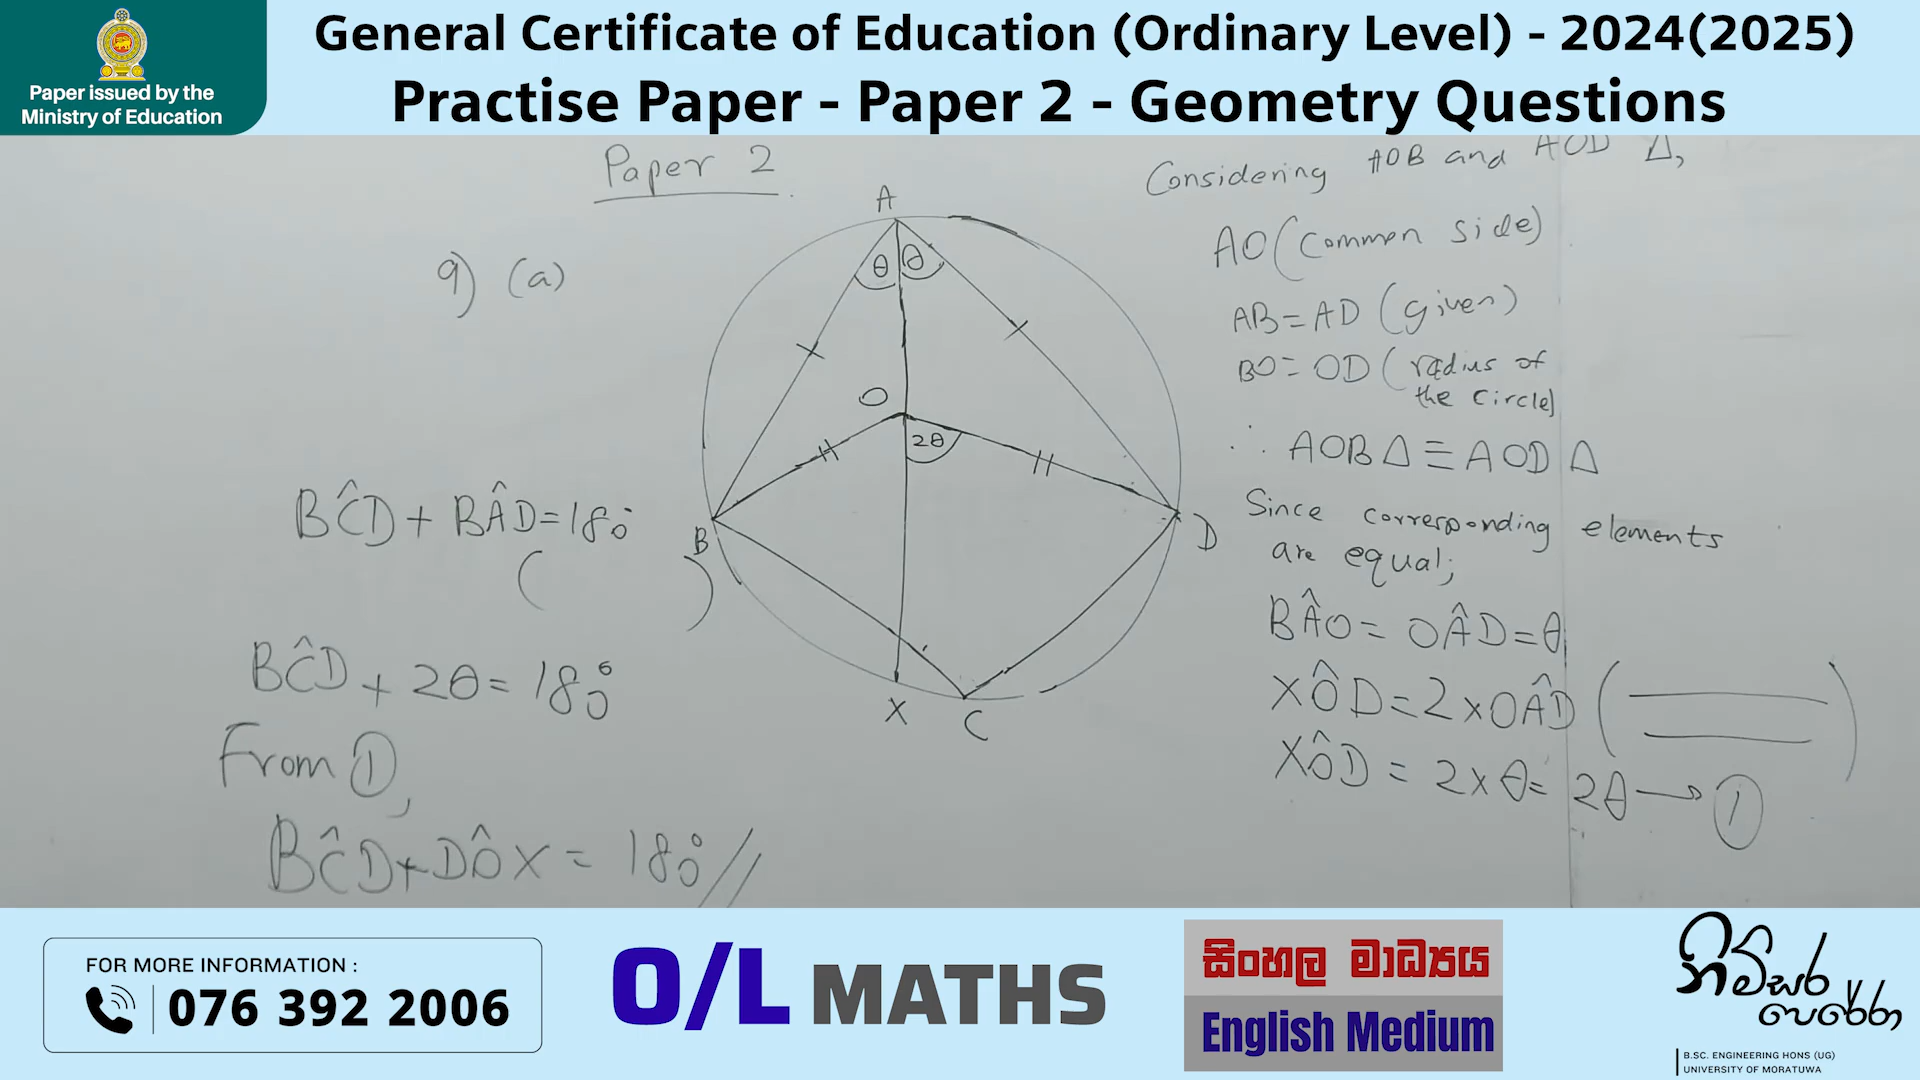 Paper issued by the
Ministry of Education
General Certificate of Education (Ordinary Level) - 2024(2025)
Practise Paper - Paper 2 - Geometry Questions
Paper 2
9) (a)
A
θ θ
O
2θ
B
D
X
C
BĈD + BÂD = 180°
( )
BĈD + 2θ = 180°
From ①,
BĈD + DÔX = 180° //
Considering AOB and AOD Δ,
AO (common side)
AB = AD (given)
BO = OD (radius of
the circle)
∴ AOB Δ ≡ AOD Δ
Since corresponding elements
are equal;
BÂO = OÂD = θ
XÔD = 2 × OÂD ( )
XÔD = 2 × θ = 2θ → ①
FOR MORE INFORMATION :
076 392 2006
O/L MATHS
සිංහල මාධ්‍යය
English Medium
නිම්සර
පෙරේරා
B.SC. ENGINEERING HONS (UG)
UNIVERSITY OF MORATUWA